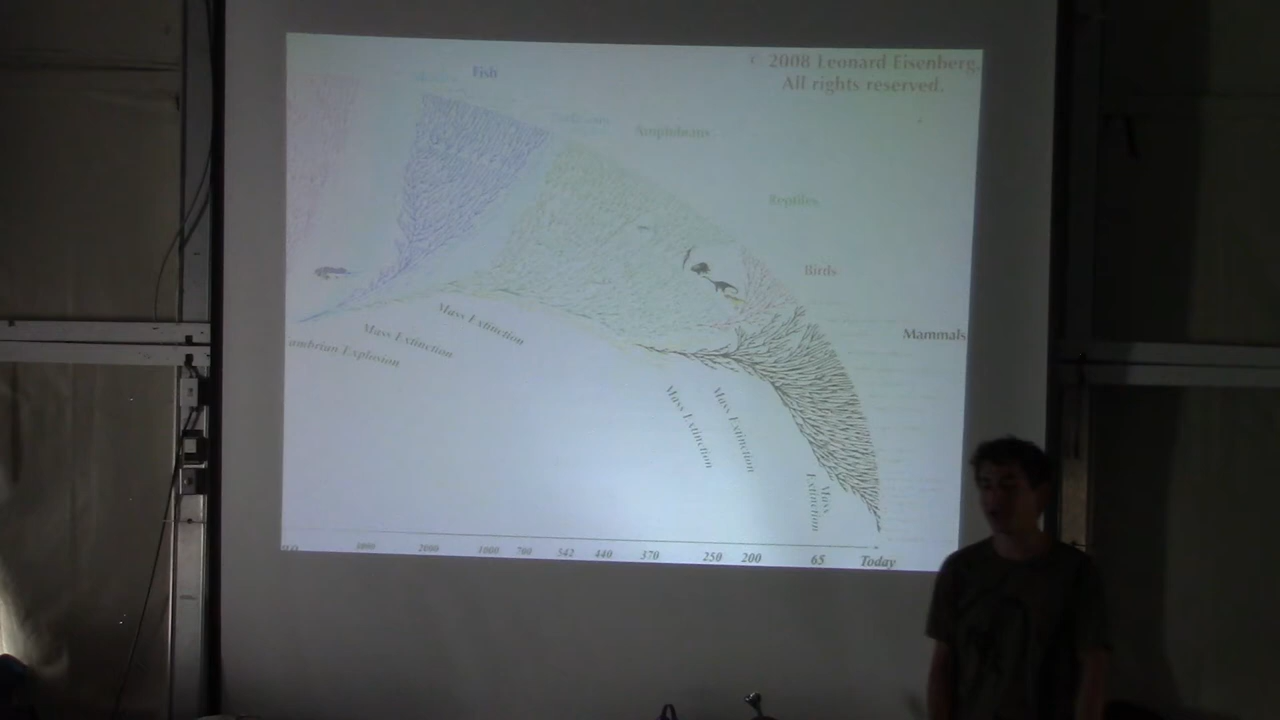 © 2008 Leonard Eisenberg.
All rights reserved.
Fish
Amphibians
Reptiles
Birds
Mammals
ambrian Explosion
Mass Extinction
Mass Extinction
Mass Extinction
Mass Extinction
Mass
Extinction
3000 2000 1000 700 542 440 370 250 200 65 Today